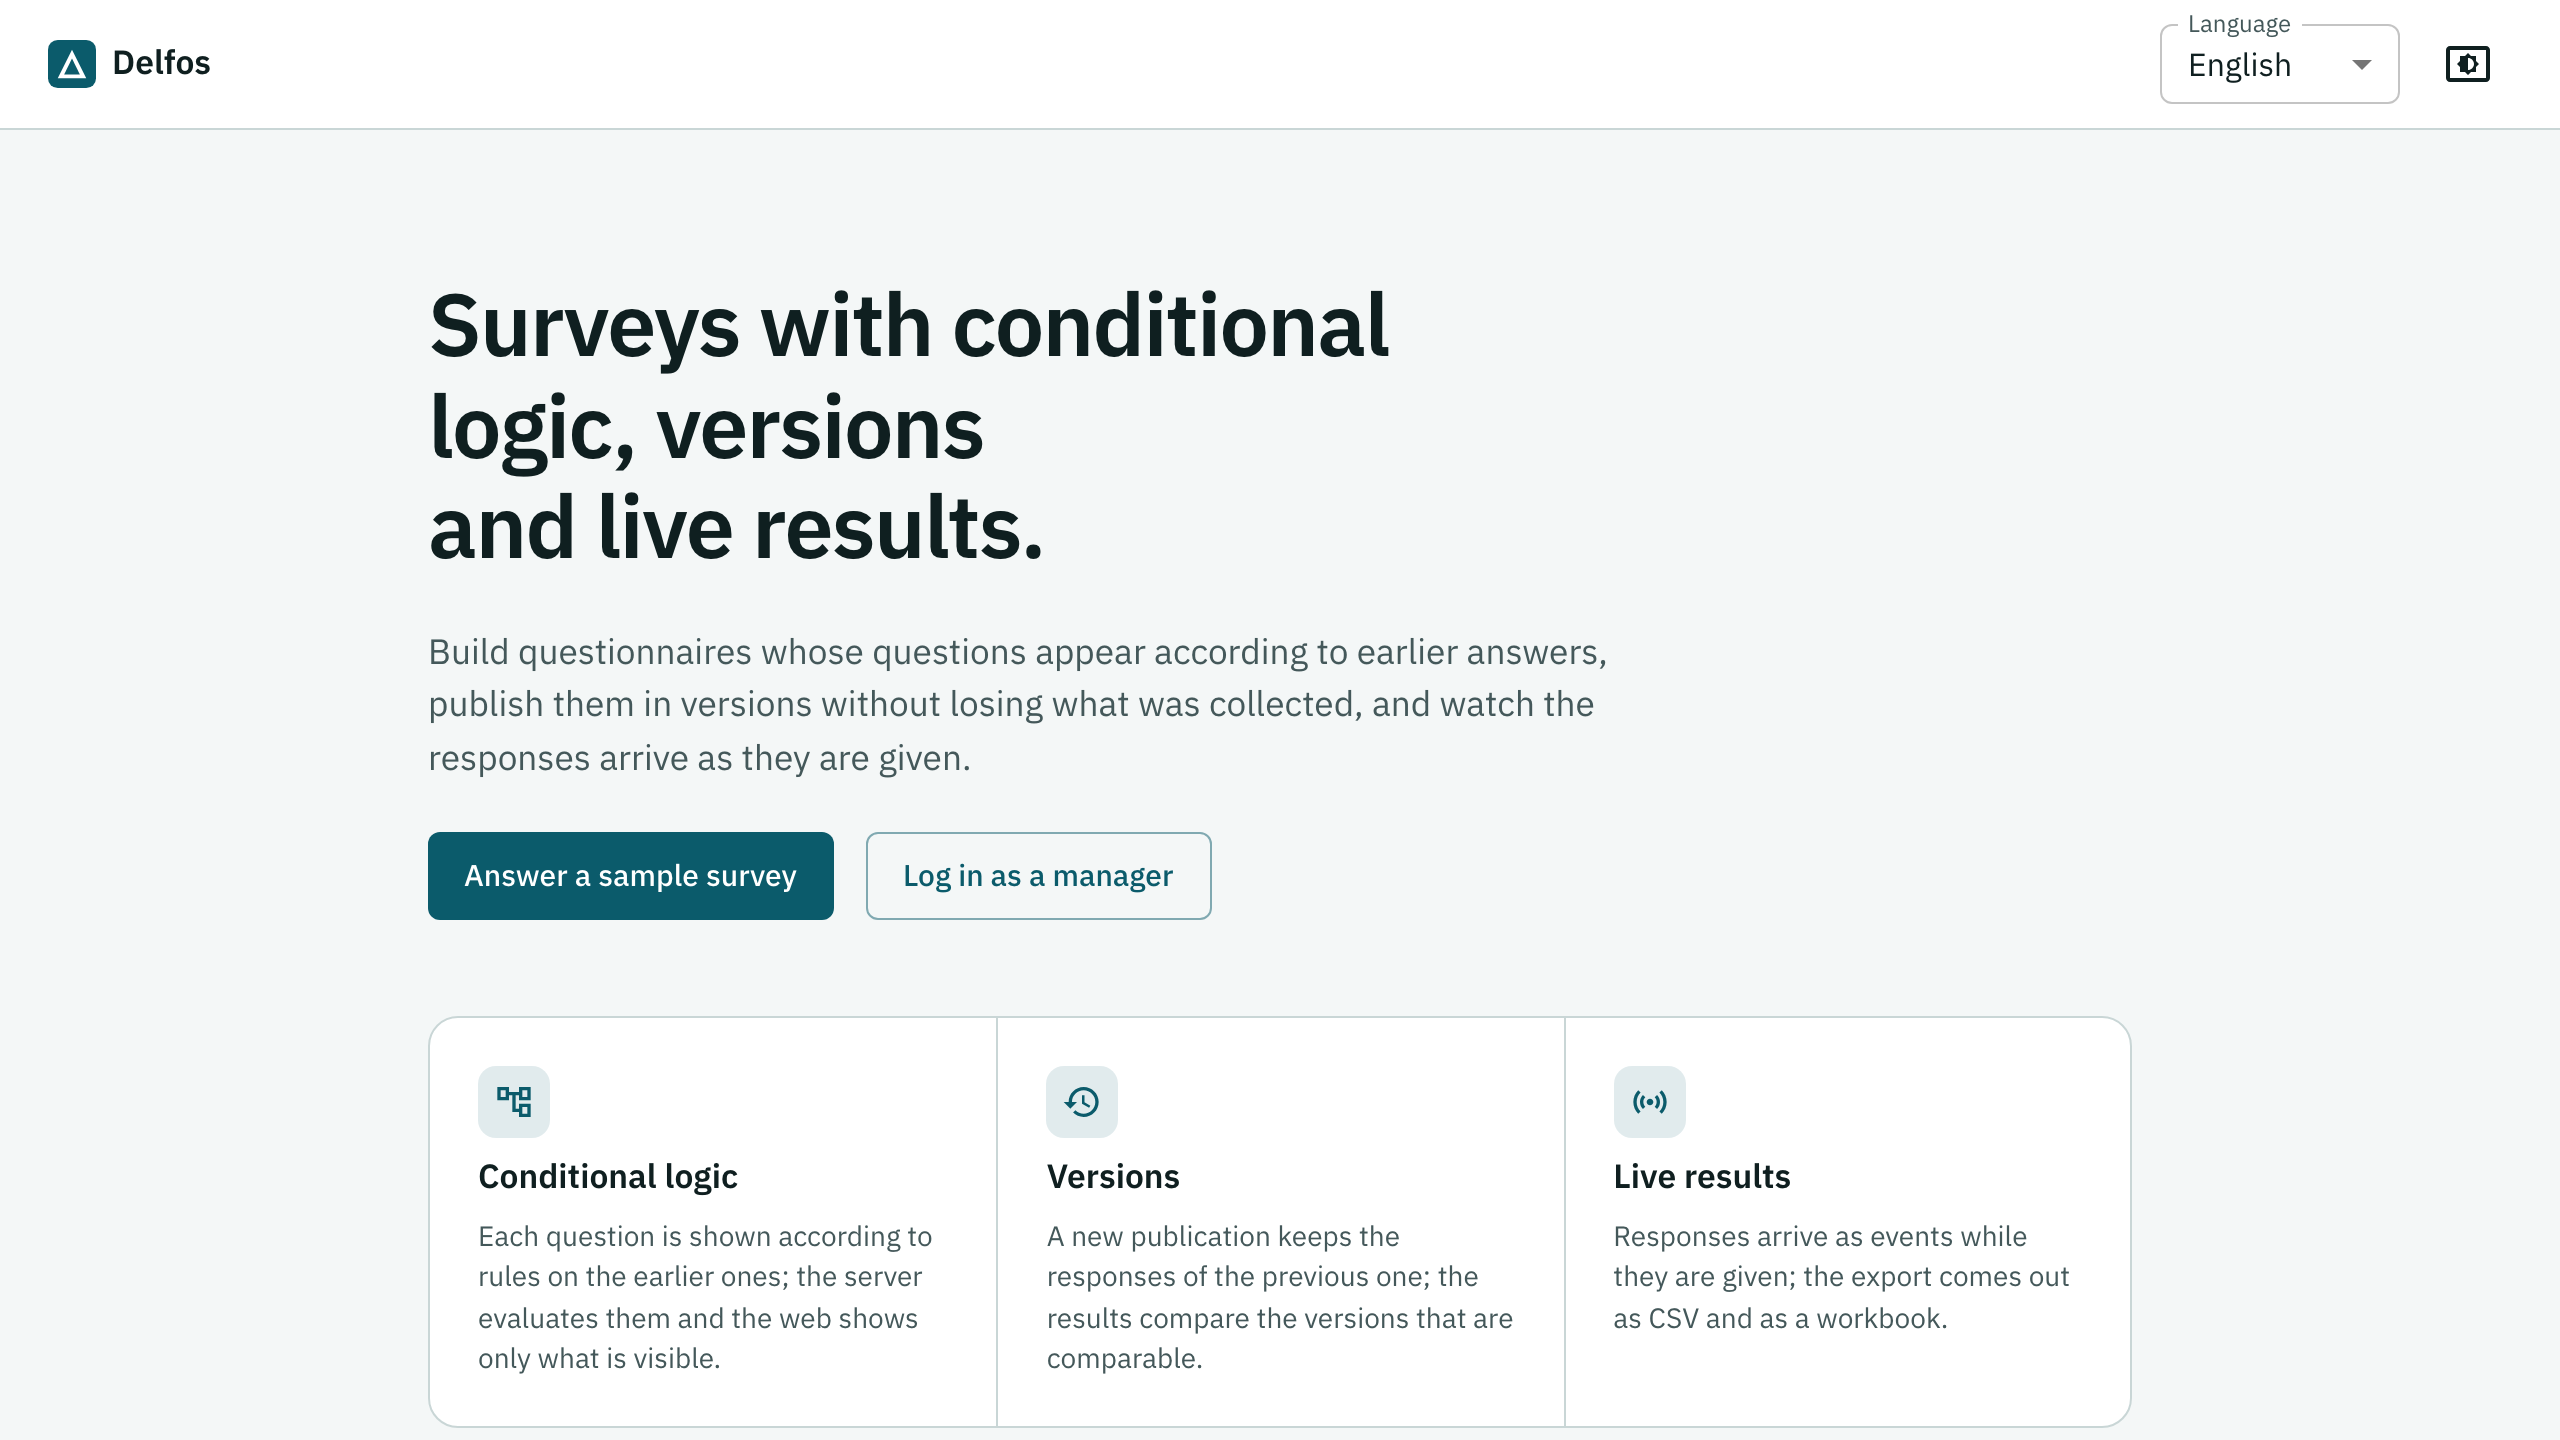 Delfos
Language
English
Surveys with conditional
logic, versions
and live results.
Build questionnaires whose questions appear according to earlier answers,
publish them in versions without losing what was collected, and watch the
responses arrive as they are given.
Answer a sample survey
Log in as a manager
Conditional logic
Each question is shown according to
rules on the earlier ones; the server
evaluates them and the web shows
only what is visible.
Versions
A new publication keeps the
responses of the previous one; the
results compare the versions that are
comparable.
Live results
Responses arrive as events while
they are given; the export comes out
as CSV and as a workbook.